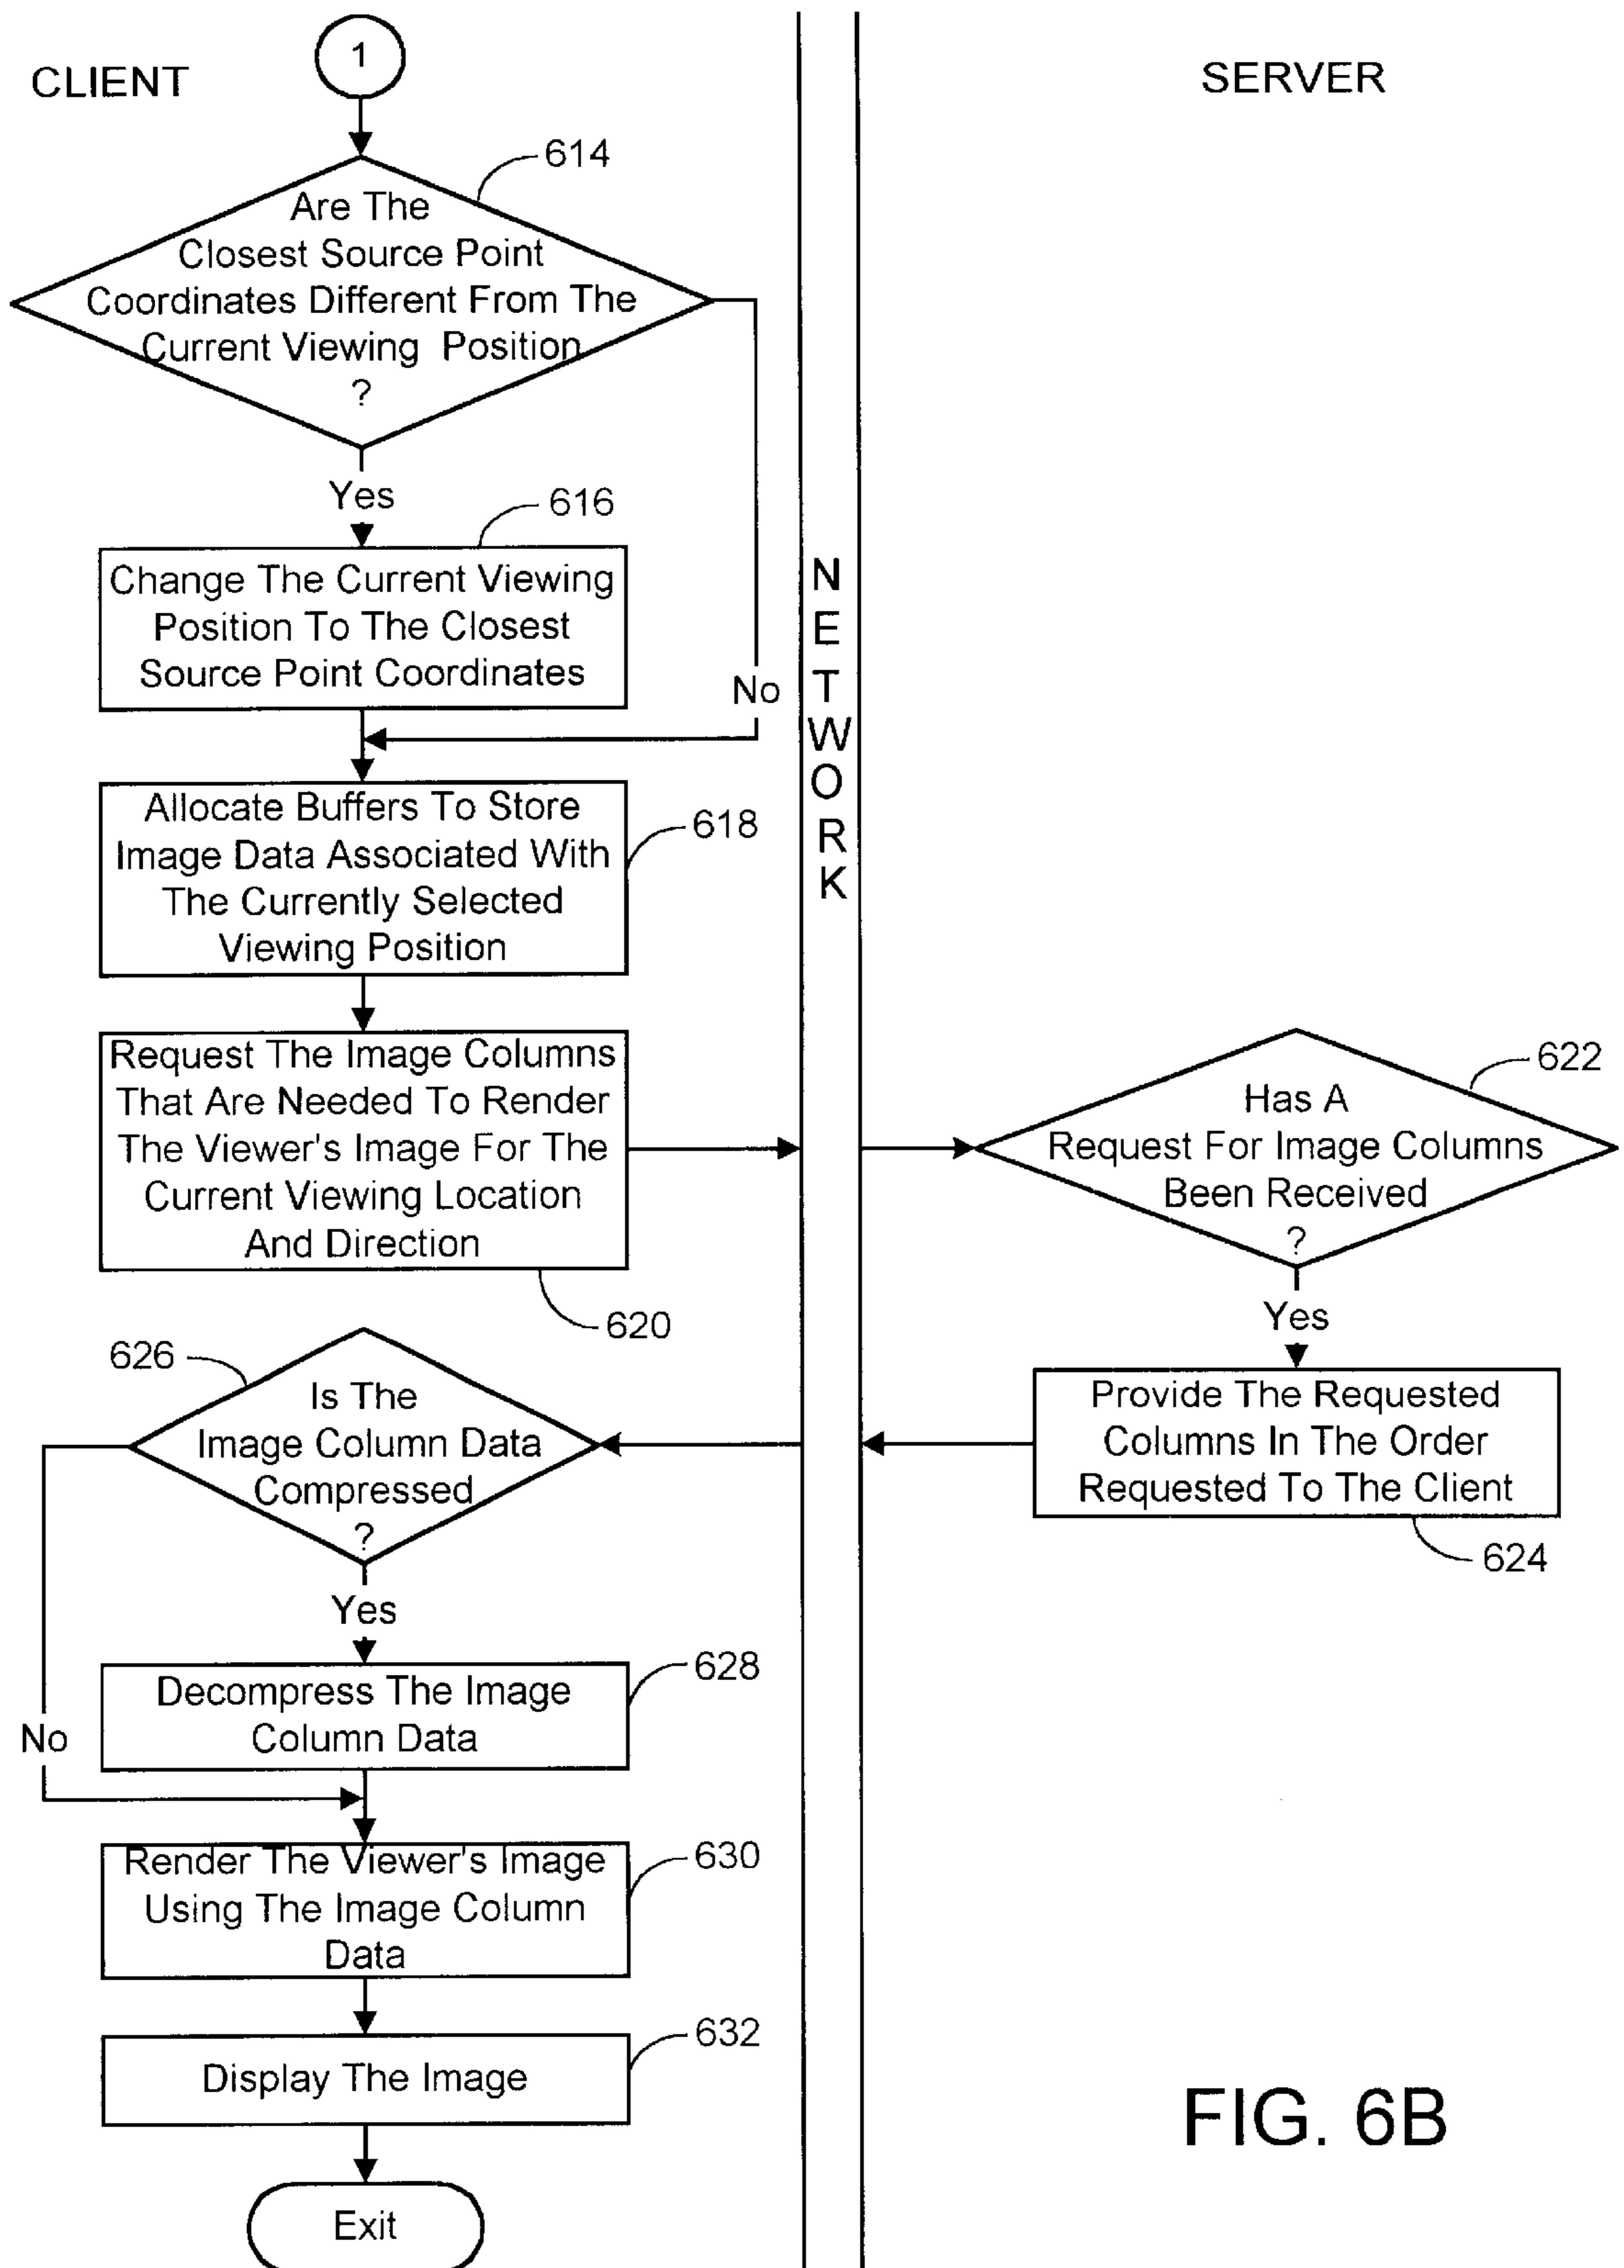 CLIENT
1
SERVER
614
Are The
Closest Source Point
Coordinates Different From The
Current Viewing Position
?
Yes
616
Change The Current Viewing
Position To The Closest
Source Point Coordinates
No
NETWORK
Allocate Buffers To Store
Image Data Associated With
The Currently Selected
Viewing Position
618
Request The Image Columns
That Are Needed To Render
The Viewer's Image For The
Current Viewing Location
And Direction
620
622
Has A
Request For Image Columns
Been Received
?
Yes
Provide The Requested
Columns In The Order
Requested To The Client
624
626
Is The
Image Column Data
Compressed
?
Yes
No
628
Decompress The Image
Column Data
630
Render The Viewer's Image
Using The Image Column
Data
632
Display The Image
Exit
FIG. 6B